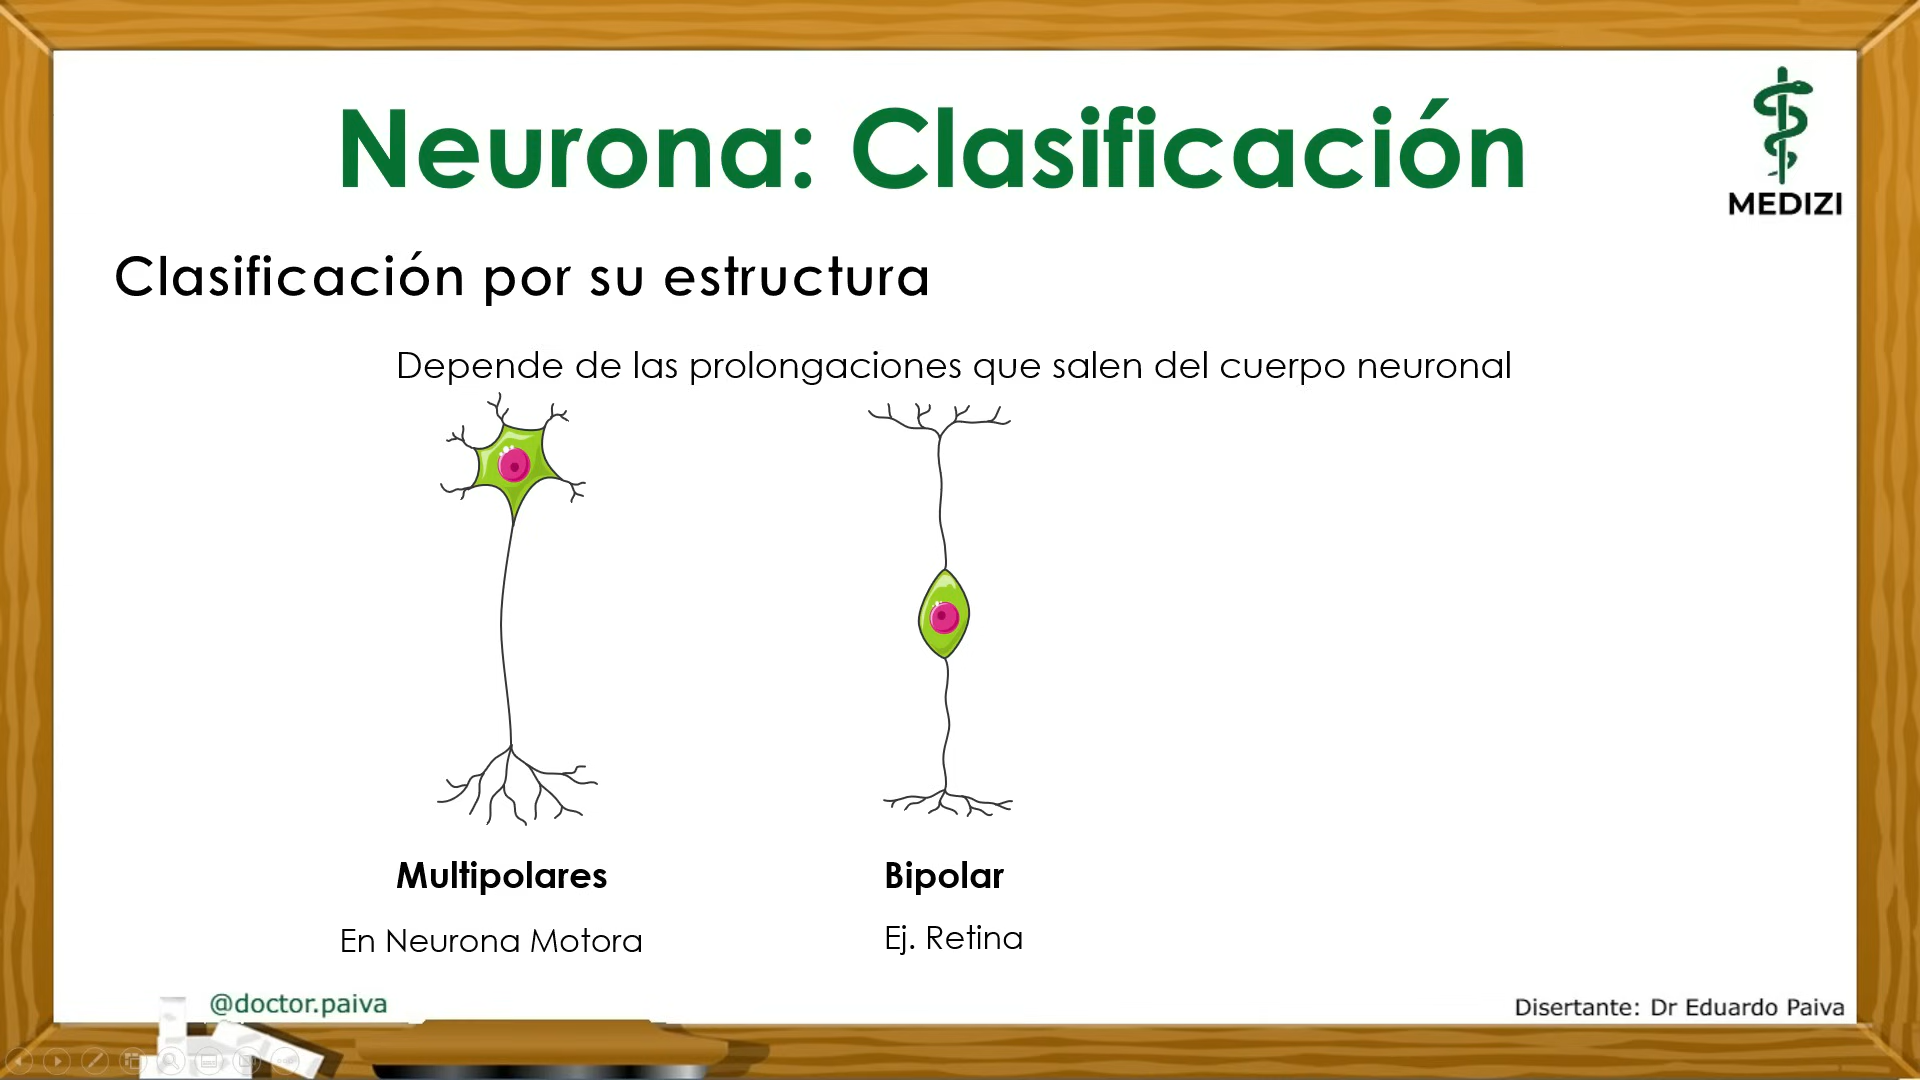 Neurona: Clasificación
MEDIZI
Clasificación por su estructura
Depende de las prolongaciones que salen del cuerpo neuronal
Multipolares
Bipolar
En Neurona Motora
Ej. Retina
@doctor.paiva
Disertante: Dr Eduardo Paiva